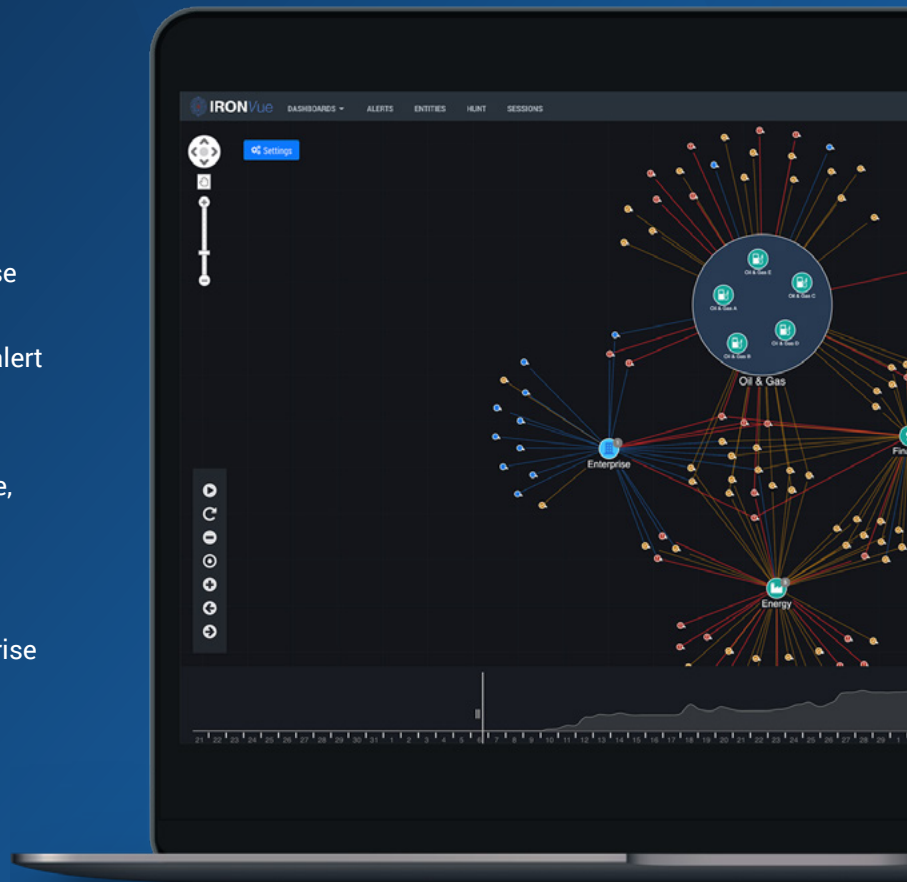 se
alert
e,
rise
IRONVue DASHBOARDS ALERTS ENTITIES HUNT SESSIONS
Settings
Oil & Gas E
Oil & Gas C
Oil & Gas A
Oil & Gas D
Oil & Gas B
Oil & Gas
Enterprise
Fina
Energy
21 22 23 24 25 26 27 28 29 30 31 1 2 3 4 5 6 7 8 9 10 11 12 13 14 15 16 17 18 19 20 21 22 23 24 25 26 27 28 29 1